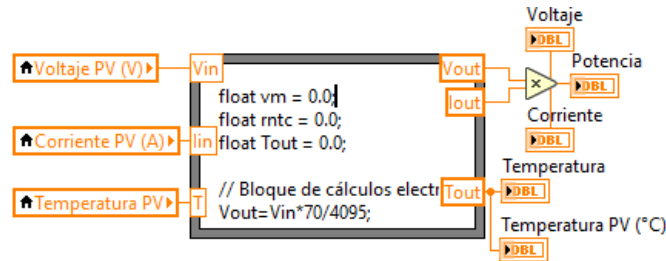 Voltaje
DBL
Voltaje PV (V)
Vin
Vout
Potencia
float vm = 0.0;
x
DBL
Iout
float rntc = 0.0;
Corriente
Corriente PV (A)
Iin
float Tout = 0.0;
DBL
Temperatura
// Bloque de cálculos electr
Tout
DBL
Temperatura PV
T
Vout=Vin*70/4095;
Temperatura PV (°C)
DBL